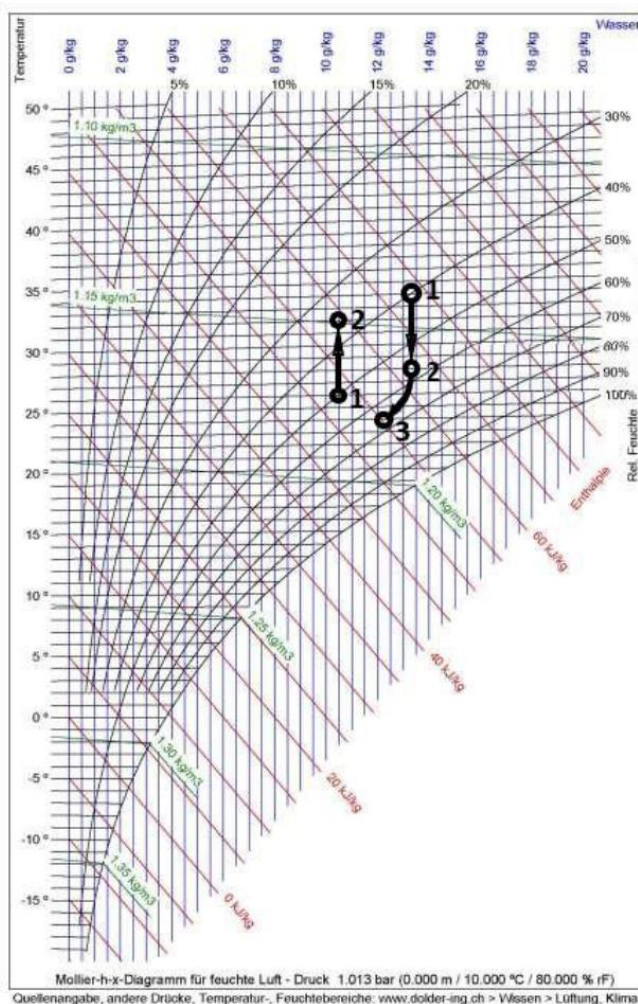 Temperatur
0 g/kg
2 g/kg
4 g/kg
6 g/kg
8 g/kg
10 g/kg
12 g/kg
14 g/kg
16 g/kg
18 g/kg
20 g/kg
Wasser
5%
10%
15%
20%
50 °
45 °
40 °
35 °
30 °
25 °
20 °
15 °
10 °
5 °
0 °
-5 °
-10 °
-15 °
30%
40%
50%
60%
70%
80%
90%
100%
Rel. Feuchte
1.10 kg/m3
1.15 kg/m3
1.20 kg/m3
1.25 kg/m3
1.30 kg/m3
1.35 kg/m3
2
1
1
2
3
Enthalpie
60 kJ/kg
40 kJ/kg
20 kJ/kg
0 kJ/kg
Mollier-h-x-Diagramm für feuchte Luft - Druck 1.013 bar (0.000 m / 10.000 °C / 80.000 % rF)
Quellenangabe, andere Drücke, Temperatur-, Feuchtebereiche: www.dolder-ing.ch > Wissen > Lüftung, Klima